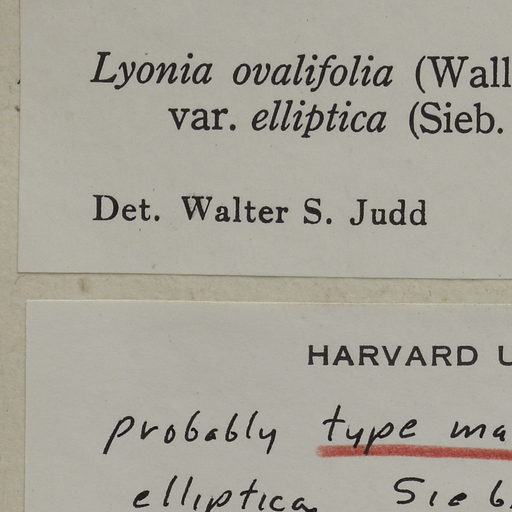 Lyonia ovalifolia (Wall
var. elliptica (Sieb.
Det. Walter S. Judd
HARVARD U
probably type ma
elliptica Sieb.